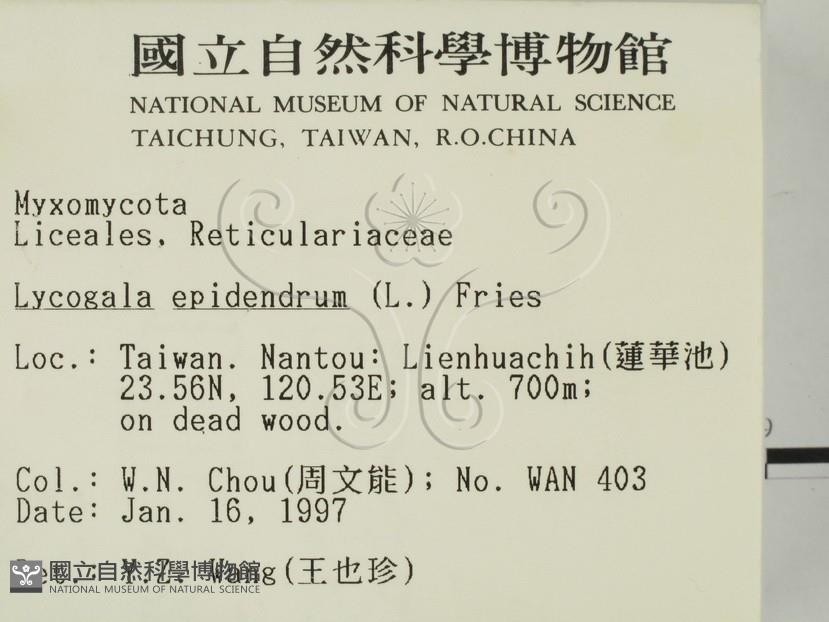 國立自然科學博物館
NATIONAL MUSEUM OF NATURAL SCIENCE
TAICHUNG, TAIWAN, R.O.CHINA
Myxomycota
Liceales, Reticulariaceae
Lycogala epidendrum (L.) Fries
Loc.: Taiwan. Nantou: Lienhuachih(蓮華池)
23.56N, 120.53E; alt. 700m;
on dead wood.
Col.: W.N. Chou(周文能); No. WAN 403
Date: Jan. 16, 1997
Det.: Y.Z. Wang(王也珍)
國立自然科學博物館
NATIONAL MUSEUM OF NATURAL SCIENCE